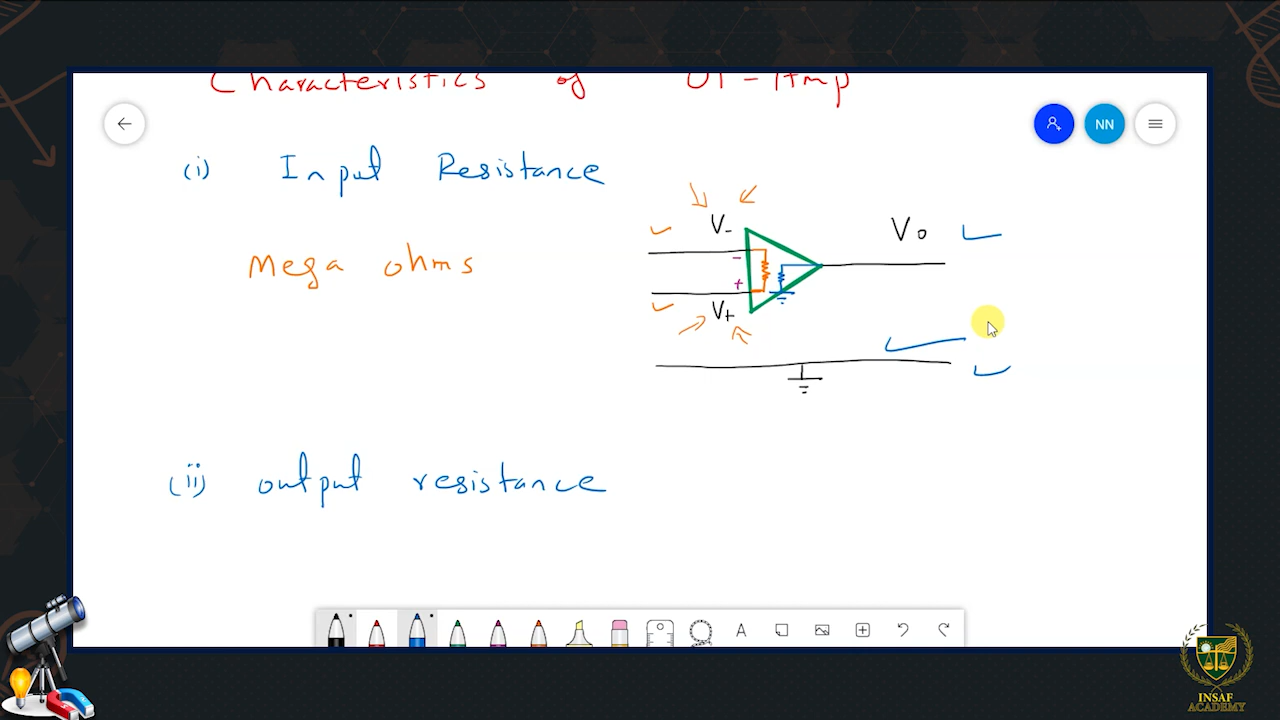 Characteristics of OP-Amp
NN
(i) Input Resistance
V-
Vo
Mega ohms
-
+
V+
(ii) output resistance
A
INSAF
ACADEMY